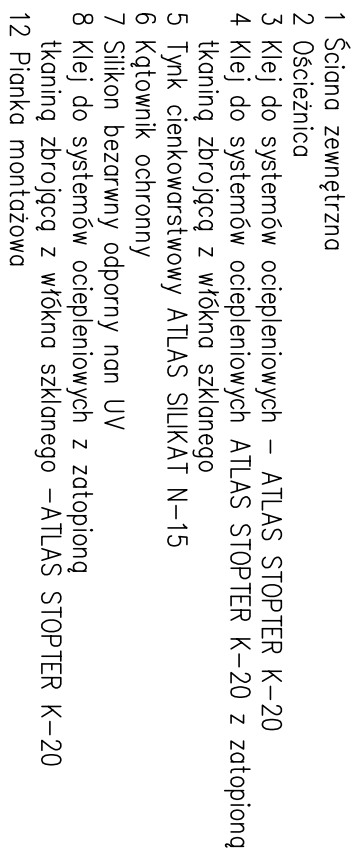 1 Ściana zewnętrzna
2 Ościeżnica
3 Klej do systemów ociepleniowych – ATLAS STOPTER K–20
4 Klej do systemów ociepleniowych ATLAS STOPTER K–20 z zatopioną
tkaniną zbrojącą z włókna szklanego
5 Tynk cienkowarstwowy ATLAS SILIKAT N–15
6 Kątownik ochronny
7 Silikon bezarwny odporny nan UV
8 Klej do systemów ociepleniowych z zatopioną
tkaniną zbrojącą z włókna szklanego –ATLAS STOPTER K–20
12 Pianka montażowa